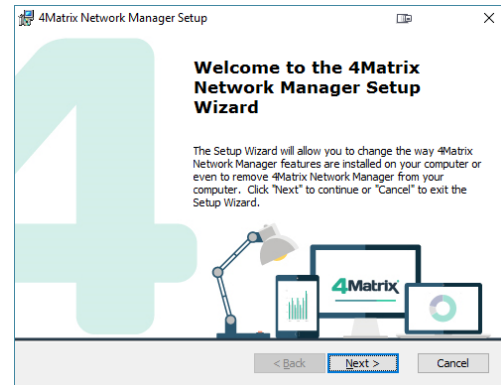 4Matrix Network Manager Setup
Welcome to the 4Matrix
Network Manager Setup
Wizard
The Setup Wizard will allow you to change the way 4Matrix
Network Manager features are installed on your computer or
even to remove 4Matrix Network Manager from your
computer. Click "Next" to continue or "Cancel" to exit the
Setup Wizard.
4Matrix
< Back Next > Cancel